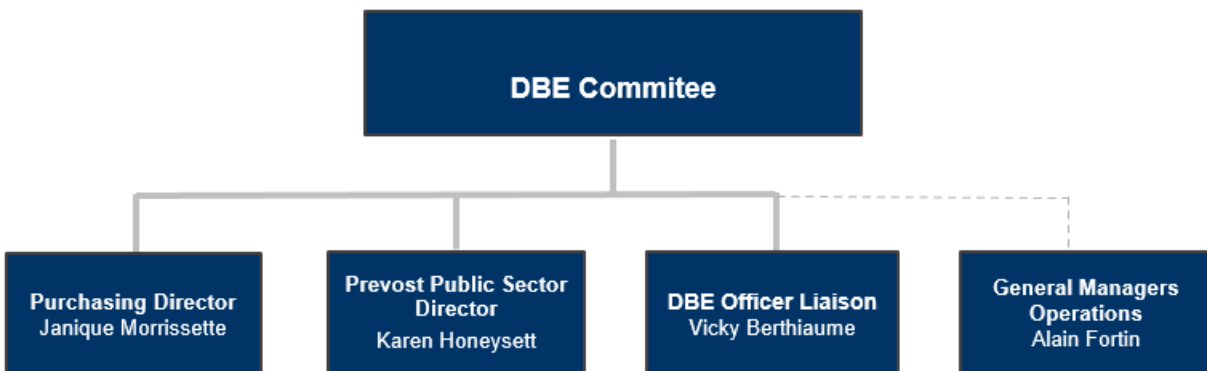 DBE Commitee
Purchasing Director
Janique Morrissette
Prevost Public Sector
Director
Karen Honeysett
DBE Officer Liaison
Vicky Berthiaume
General Managers
Operations
Alain Fortin